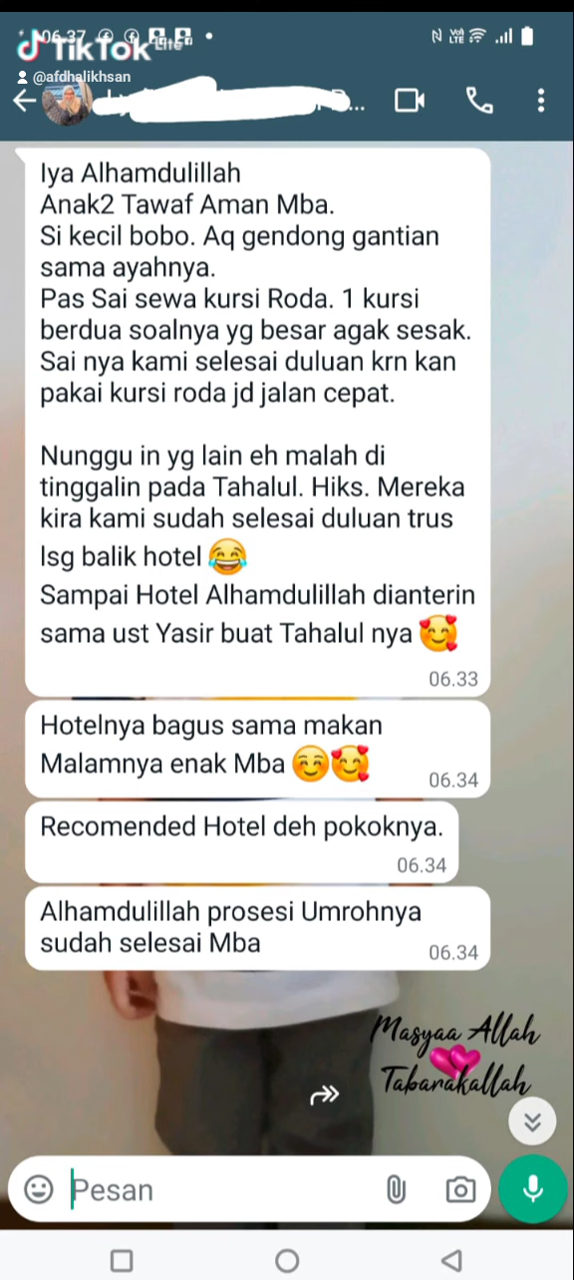 06.37
TikTok Lite
@afdhalikhsan
Iya Alhamdulillah
Anak2 Tawaf Aman Mba.
Si kecil bobo. Aq gendong gantian
sama ayahnya.
Pas Sai sewa kursi Roda. 1 kursi
berdua soalnya yg besar agak sesak.
Sai nya kami selesai duluan krn kan
pakai kursi roda jd jalan cepat.
Nunggu in yg lain eh malah di
tinggalin pada Tahalul. Hiks. Mereka
kira kami sudah selesai duluan trus
lsg balik hotel 😂
Sampai Hotel Alhamdulillah dianterin
sama ust Yasir buat Tahalul nya 🥰
06.33
Hotelnya bagus sama makan
Malamnya enak Mba ☺️🥰
06.34
Recomended Hotel deh pokoknya.
06.34
Alhamdulillah prosesi Umrohnya
sudah selesai Mba
06.34
Masyaa Allah
Tabarakallah
Pesan